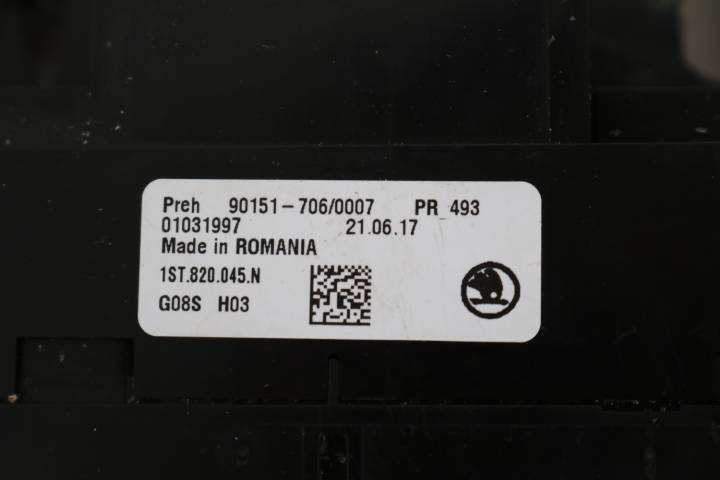 Preh 90151-706/0007 PR 493
01031997 21.06.17
Made in ROMANIA
1ST.820.045.N
G08S H03